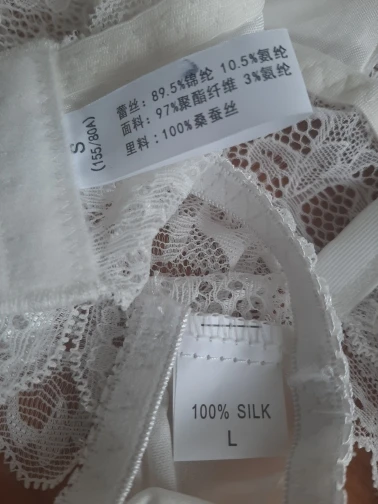 蕾丝：89.5%锦纶 10.5%氨纶
面料：97%聚酯纤维 3%氨纶
里料：100%桑蚕丝
S
(155/80A)
100% SILK
L